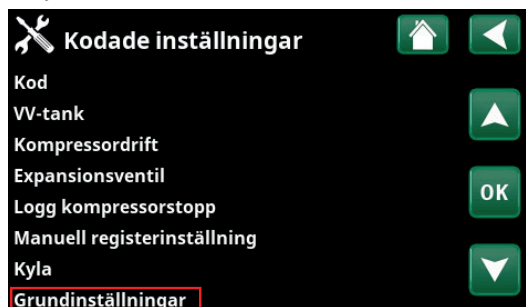 Kodade inställningar
Kod
VV-tank
Kompressordrift
Expansionsventil
OK
Logg kompressorstopp
Manuell registerinställning
Kyla
Grundinställningar